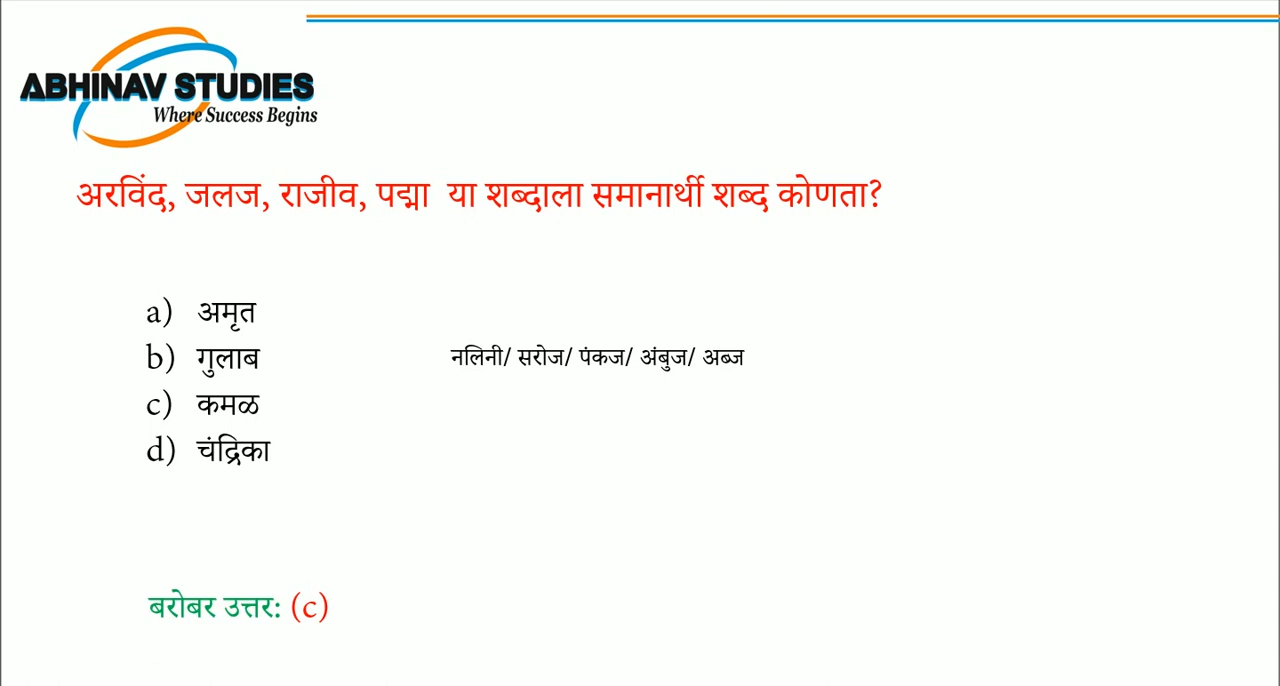 ABHINAV STUDIES
Where Success Begins
अरविंद, जलज, राजीव, पद्मा या शब्दाला समानार्थी शब्द कोणता?
a) अमृत
b) गुलाब
नलिनी/ सरोज/ पंकज/ अंबुज/ अब्ज
c) कमळ
d) चंद्रिका
बरोबर उत्तर: (c)